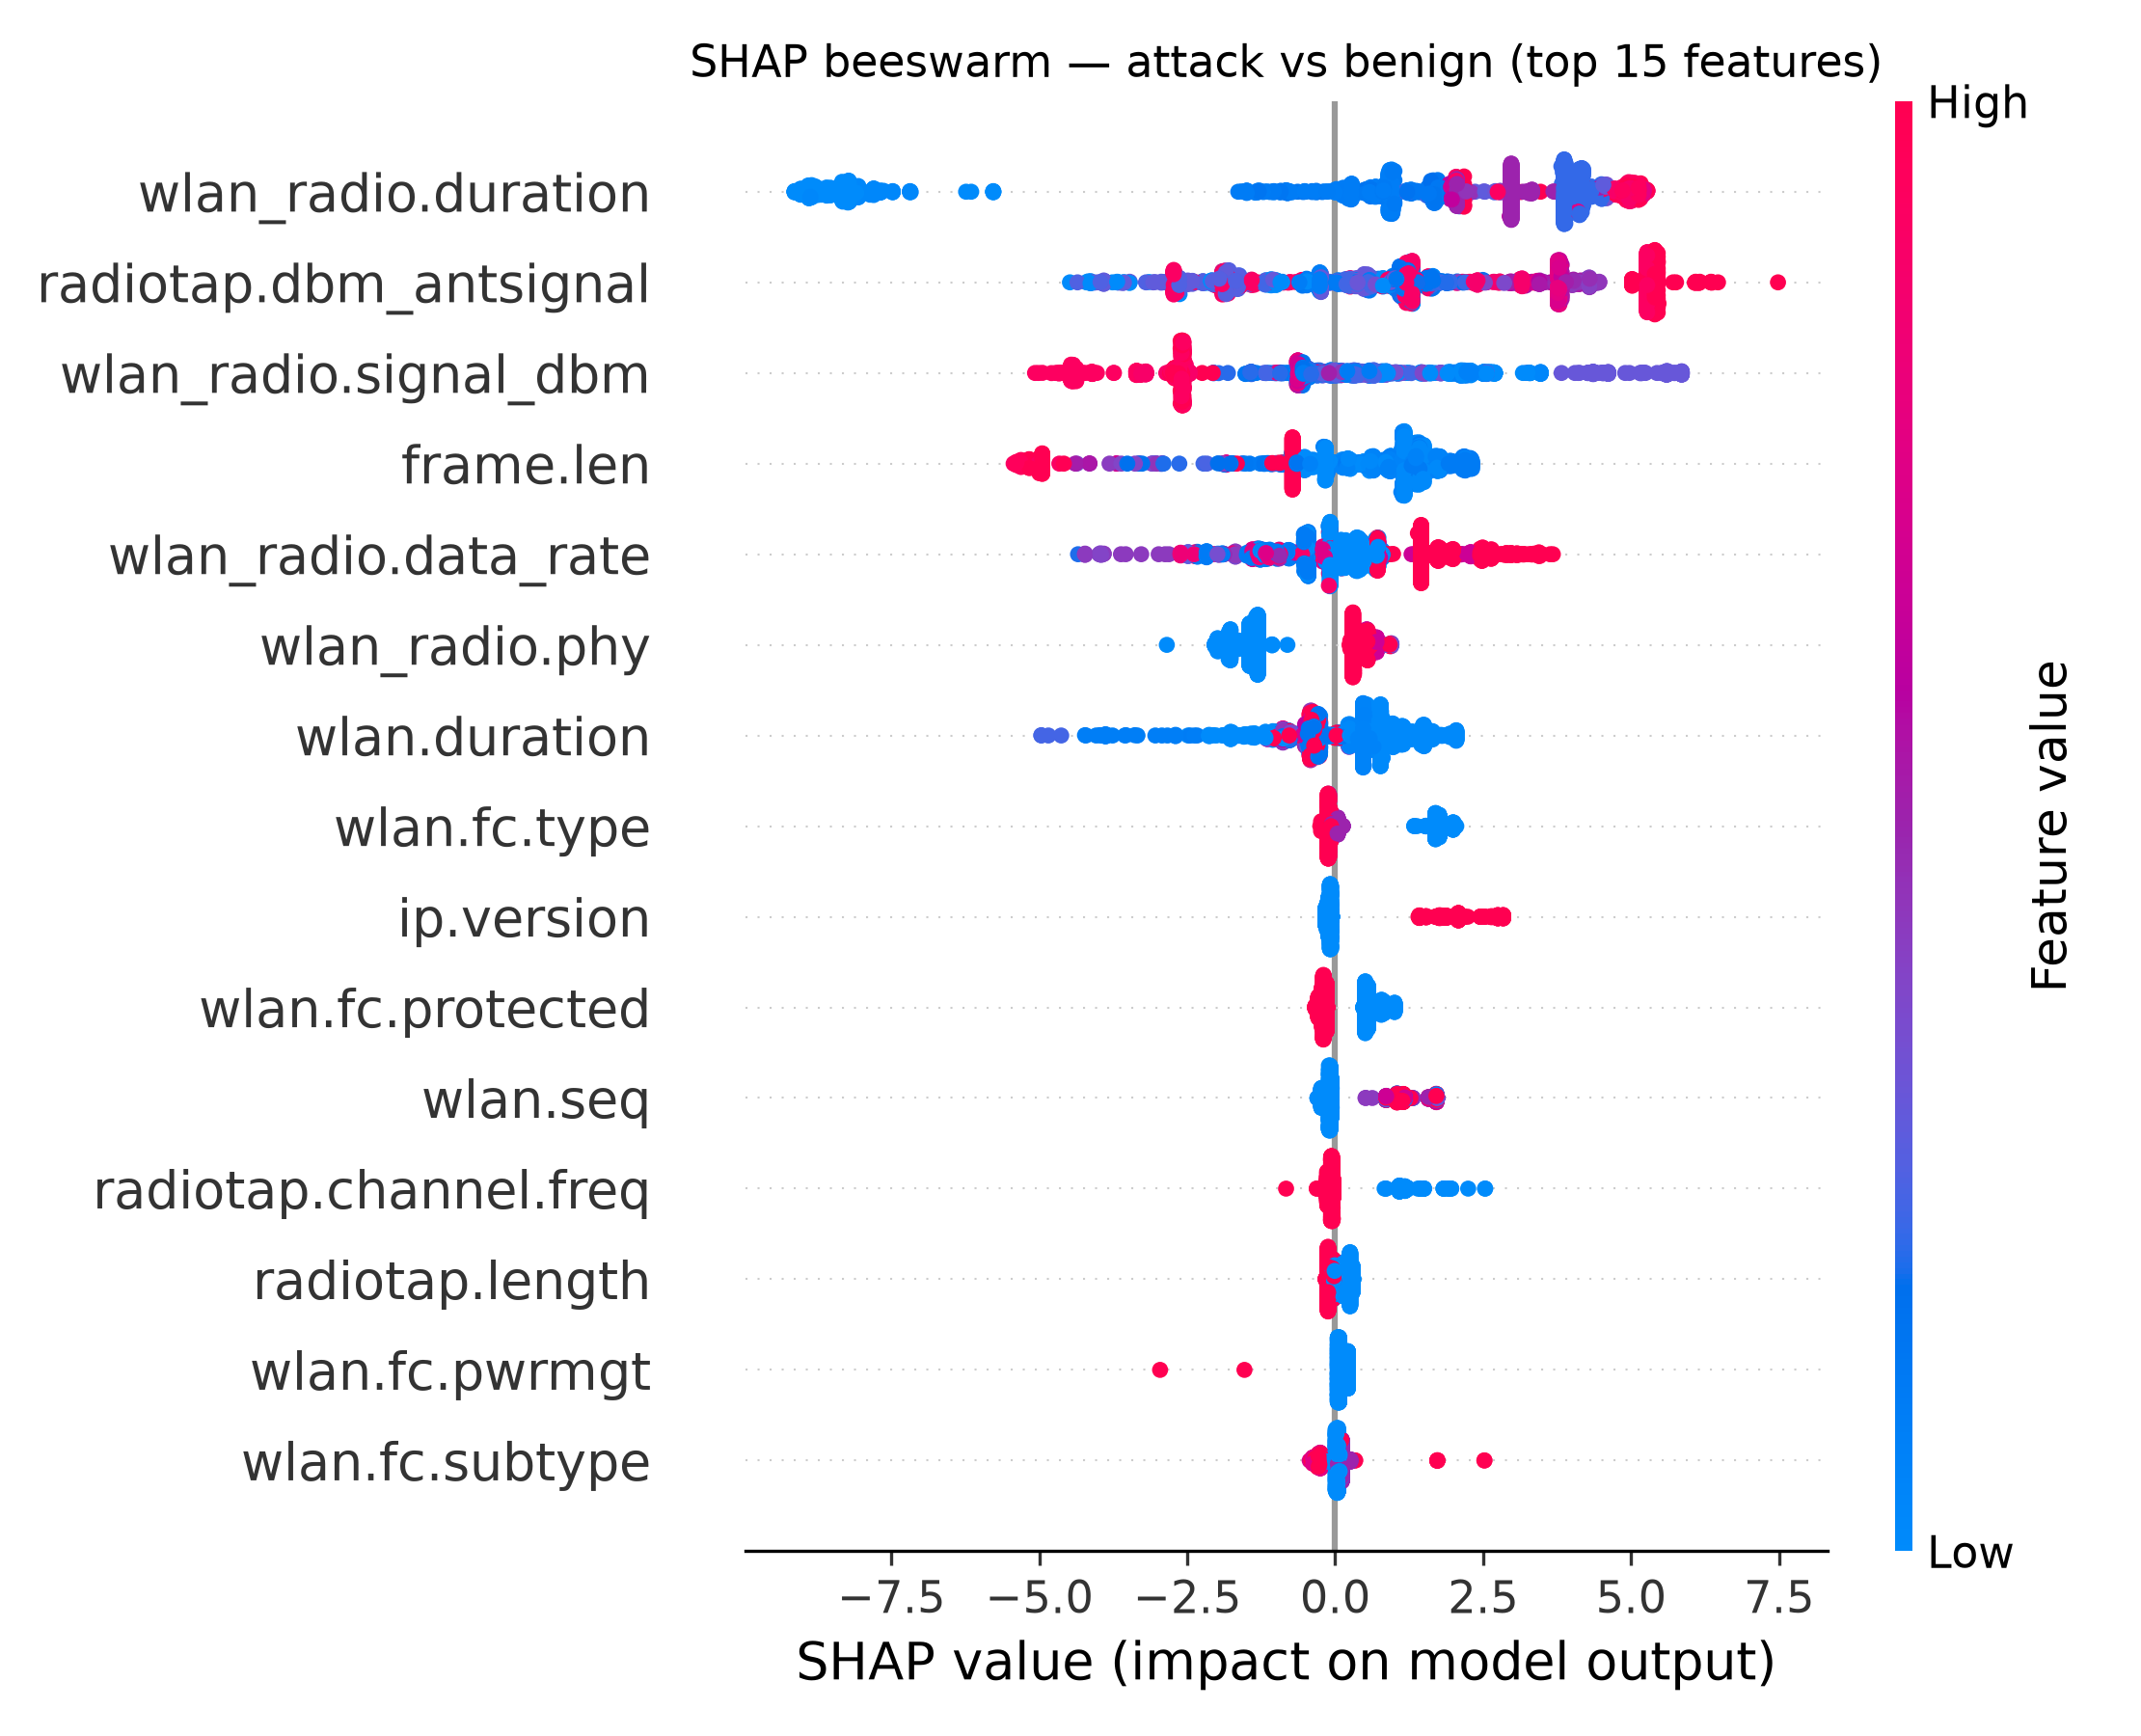 SHAP beeswarm — attack vs benign (top 15 features)
High
wlan_radio.duration
radiotap.dbm_antsignal
wlan_radio.signal_dbm
frame.len
wlan_radio.data_rate
wlan_radio.phy
wlan.duration
wlan.fc.type
ip.version
wlan.fc.protected
wlan.seq
radiotap.channel.freq
radiotap.length
wlan.fc.pwrmgt
wlan.fc.subtype
Feature value
Low
−7.5 −5.0 −2.5 0.0 2.5 5.0 7.5
SHAP value (impact on model output)